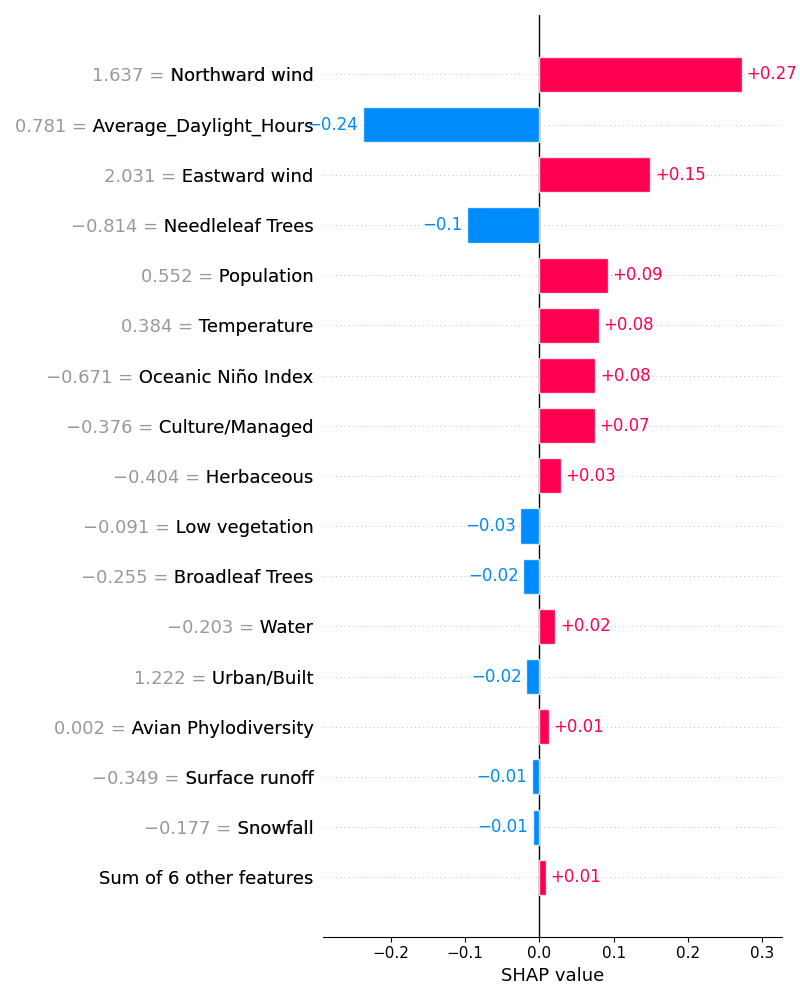 1.637 = Northward wind +0.27
0.781 = Average_Daylight_Hours −0.24
2.031 = Eastward wind +0.15
−0.814 = Needleleaf Trees −0.1
0.552 = Population +0.09
0.384 = Temperature +0.08
−0.671 = Oceanic Niño Index +0.08
−0.376 = Culture/Managed +0.07
−0.404 = Herbaceous +0.03
−0.091 = Low vegetation −0.03
−0.255 = Broadleaf Trees −0.02
−0.203 = Water +0.02
1.222 = Urban/Built −0.02
0.002 = Avian Phylodiversity +0.01
−0.349 = Surface runoff −0.01
−0.177 = Snowfall −0.01
Sum of 6 other features +0.01
−0.2 −0.1 0.0 0.1 0.2 0.3
SHAP value